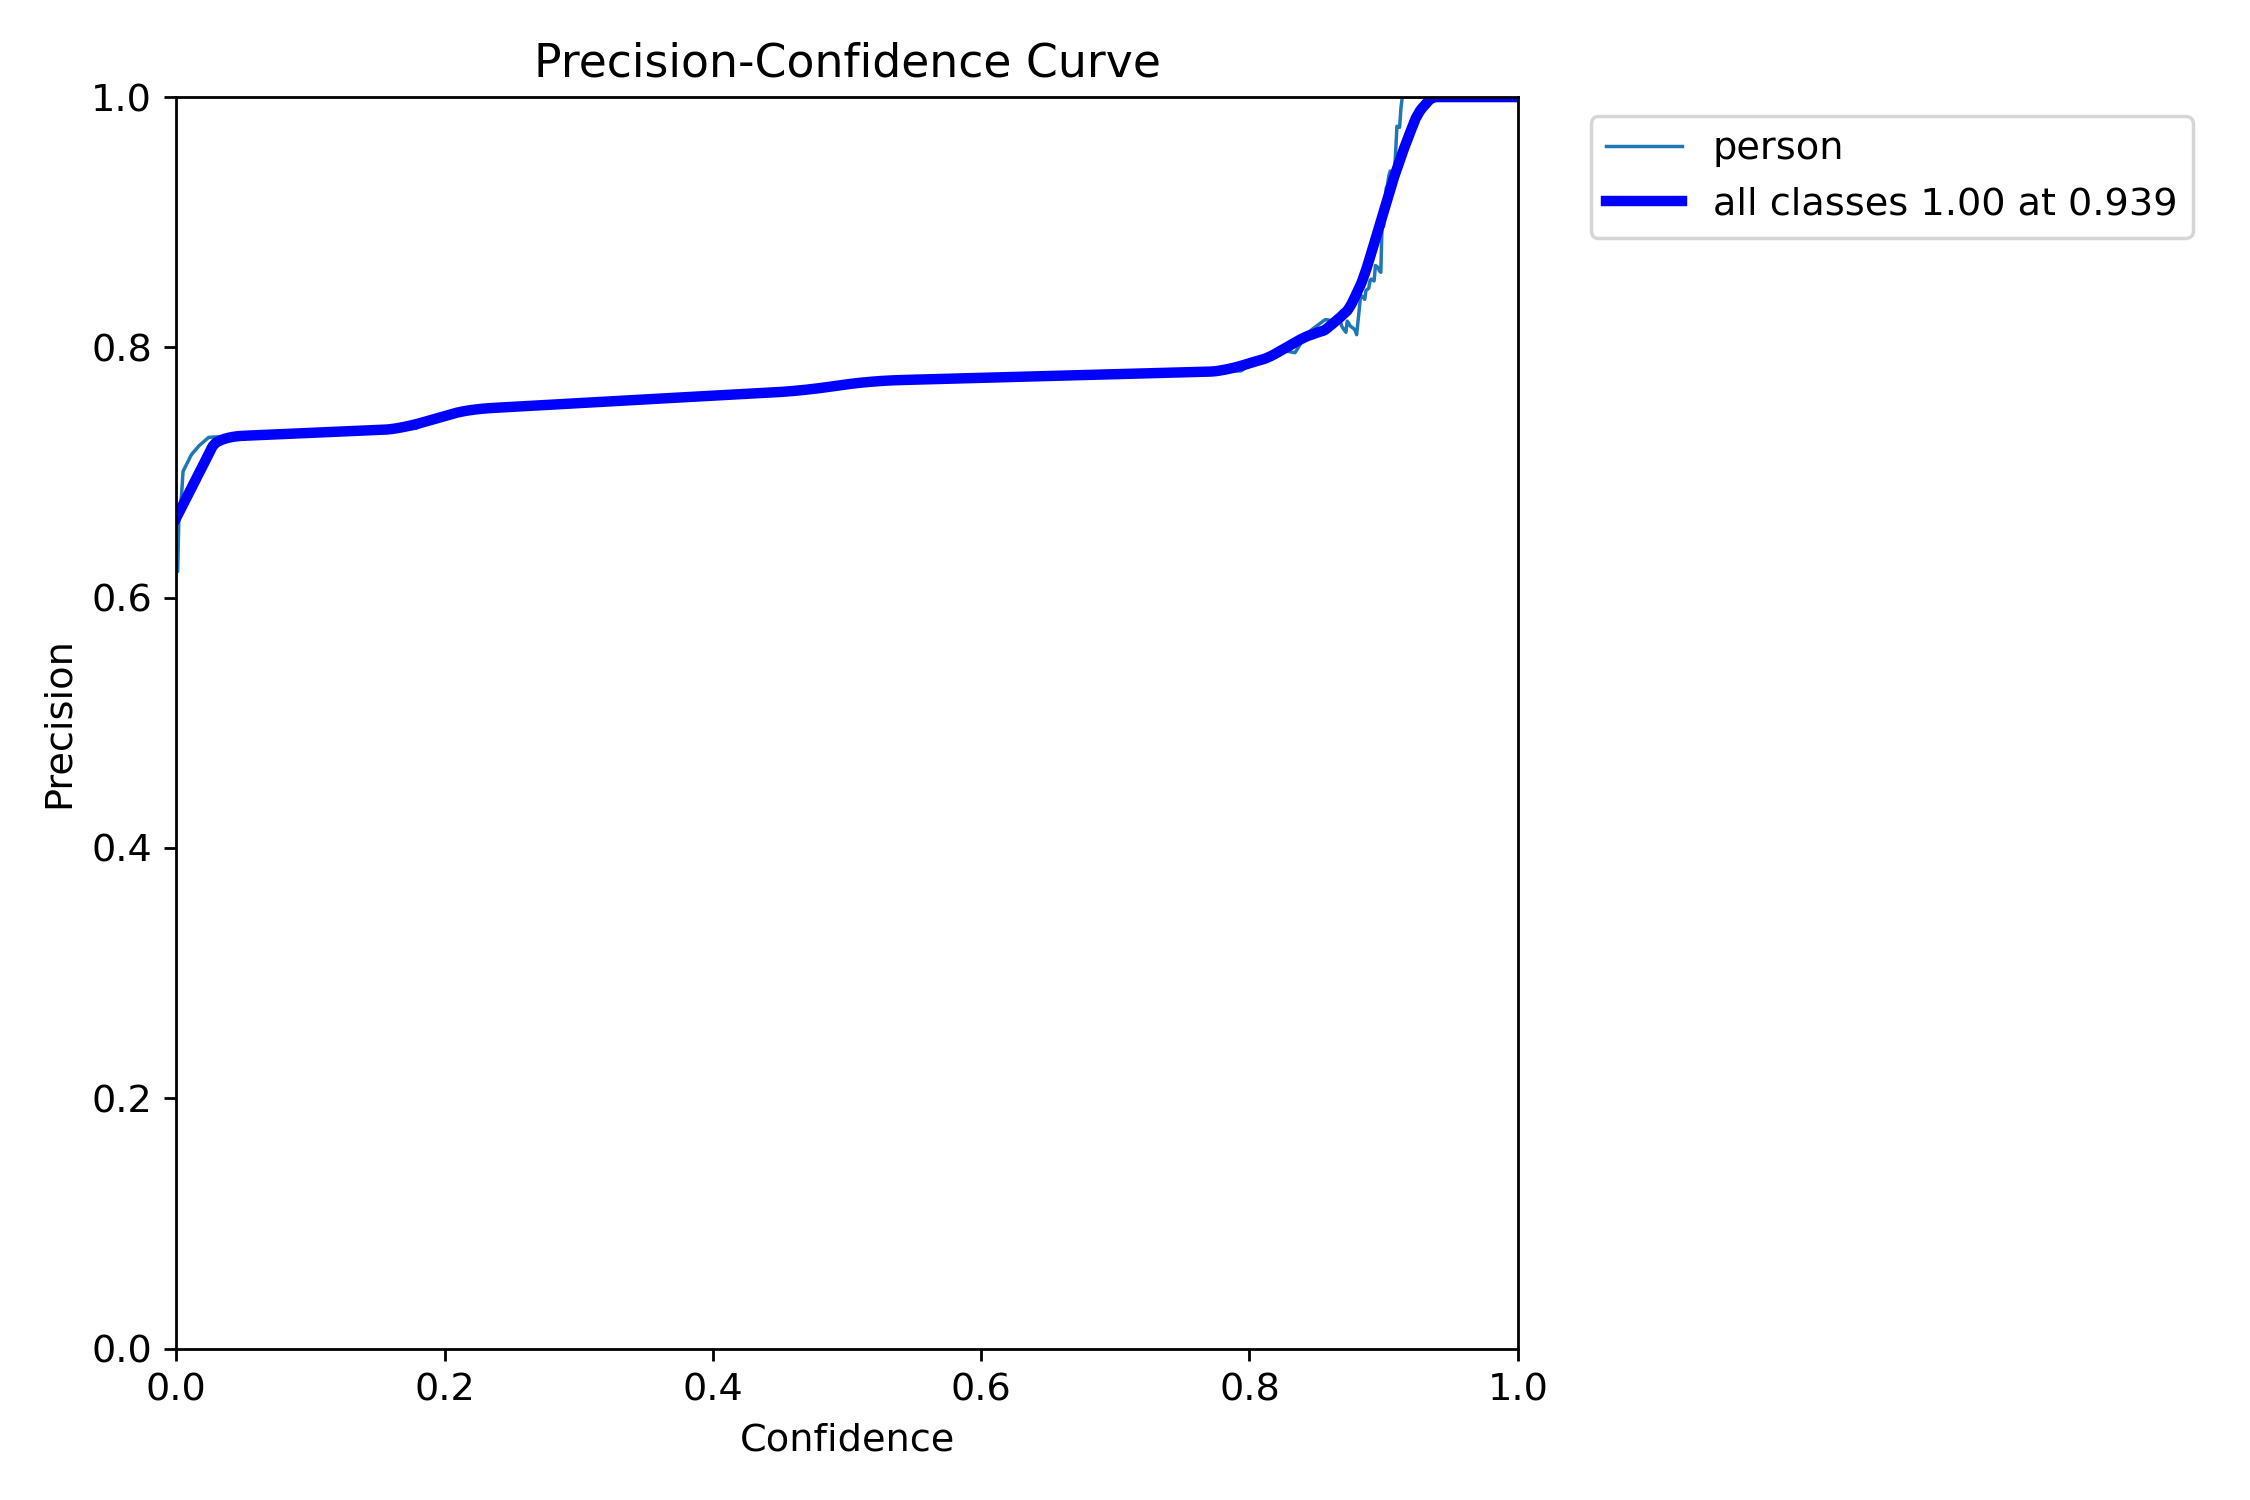 Precision-Confidence Curve
1.0
0.8
0.6
0.4
0.2
0.0
Precision
0.0 0.2 0.4 0.6 0.8 1.0
Confidence
person
all classes 1.00 at 0.939